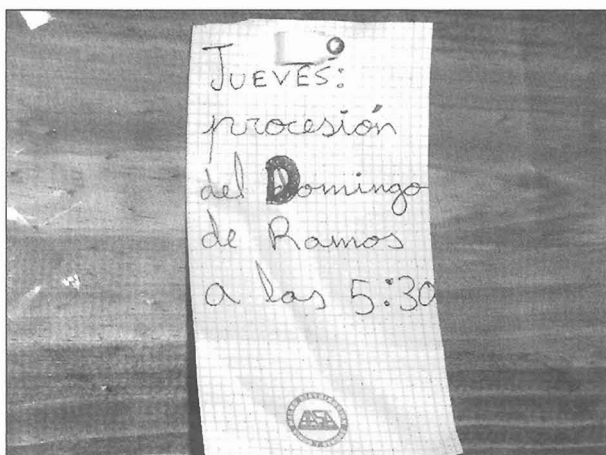 JUEVES:
procesión
del Domingo
de Ramos
a las 5:30